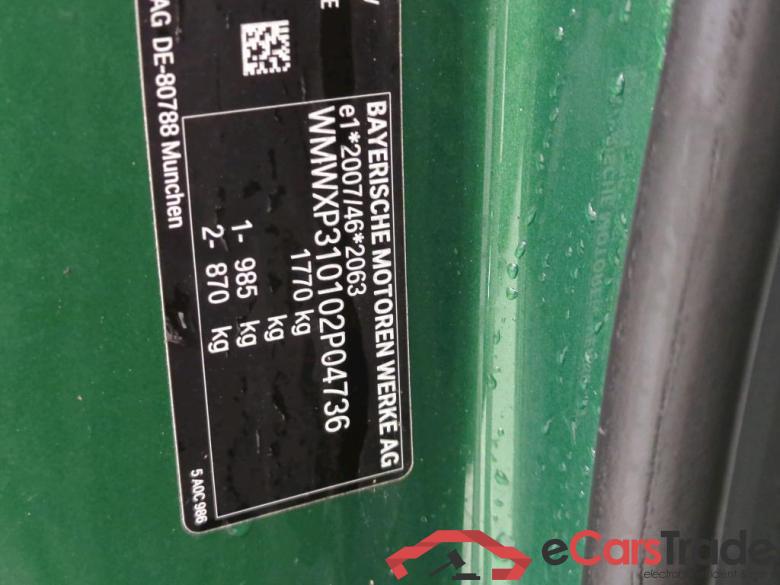 BAYERISCHE MOTOREN WERKE AG
e1*2007/46*2063
WMWXP310102P04736
1770 kg
kg
1- 985 kg
2- 870 kg
5 A0C 986
AG DE-80788 Munchen
eCarsTrade